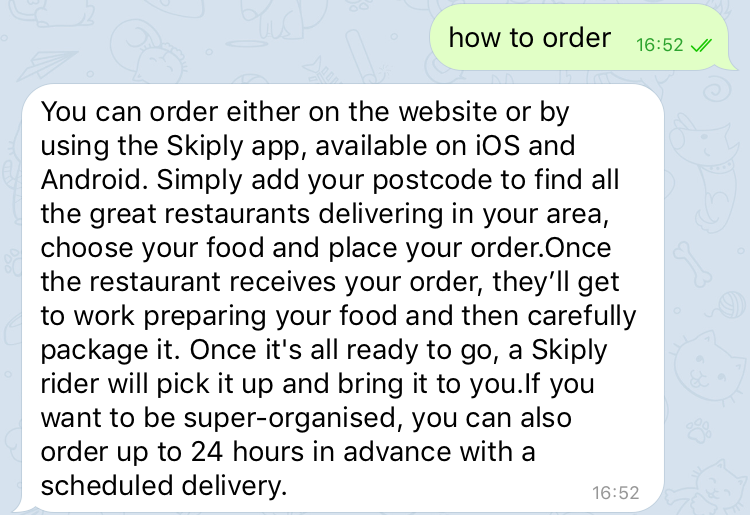 how to order 16:52
You can order either on the website or by
using the Skiply app, available on iOS and
Android. Simply add your postcode to find all
the great restaurants delivering in your area,
choose your food and place your order.Once
the restaurant receives your order, they’ll get
to work preparing your food and then carefully
package it. Once it's all ready to go, a Skiply
rider will pick it up and bring it to you.If you
want to be super-organised, you can also
order up to 24 hours in advance with a
scheduled delivery. 16:52